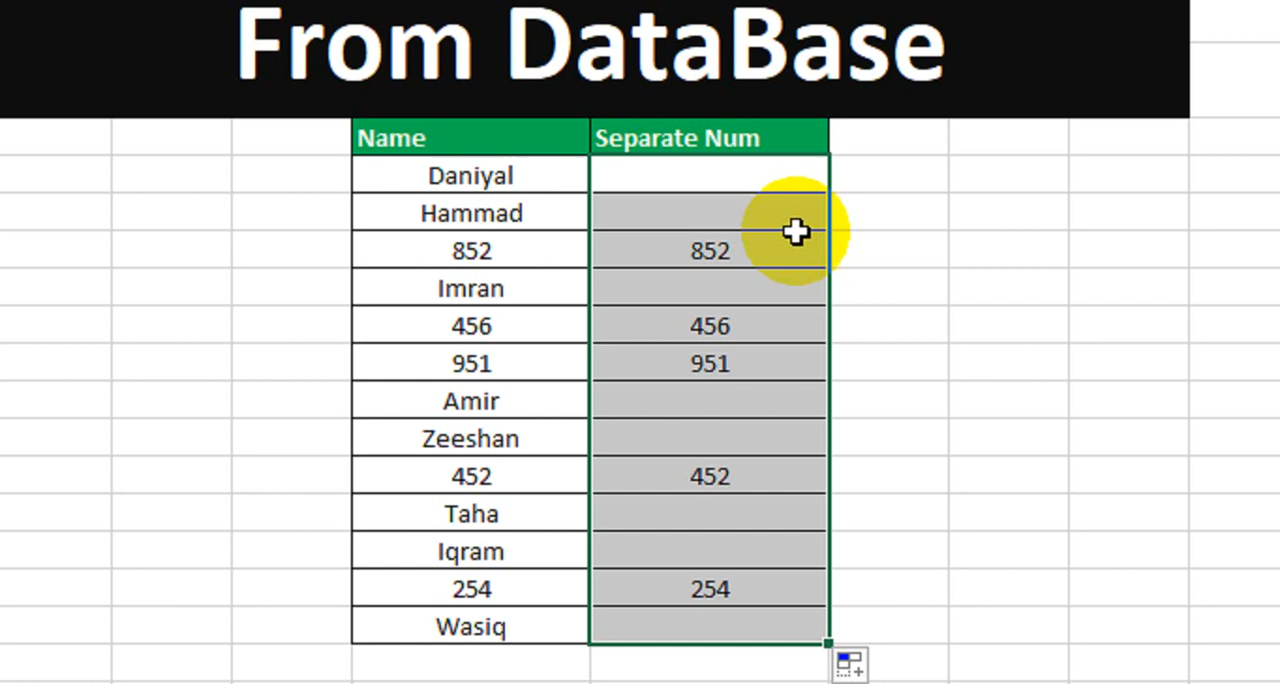 From DataBase
Name Separate Num
Daniyal
Hammad
852 852
Imran
456 456
951 951
Amir
Zeeshan
452 452
Taha
Iqram
254 254
Wasiq